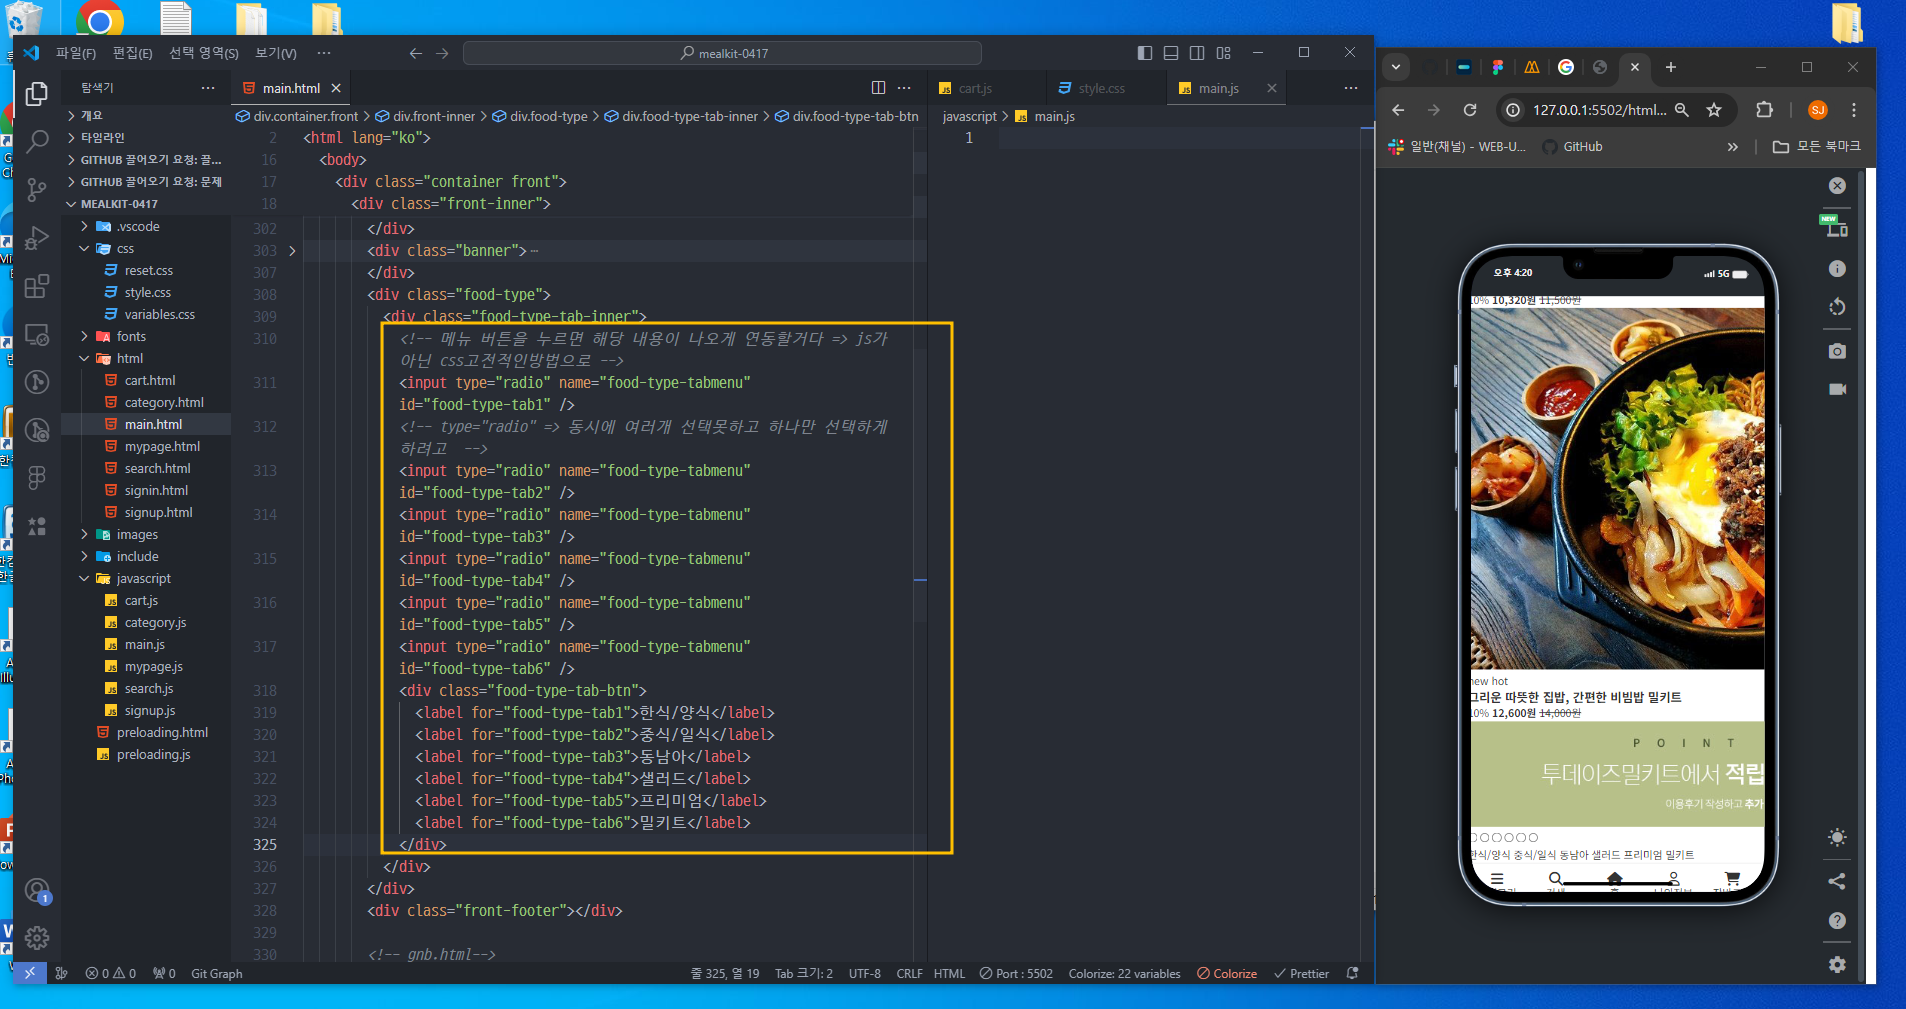 파일(F) 편집(E) 선택 영역(S) 보기(V) ··· mealkit-0417
탐색기 ···
개요
타임라인
GITHUB 끌어오기 요청: 끌...
GITHUB 끌어오기 요청: 문제
MEALKIT-0417
.vscode
css
reset.css
style.css
variables.css
fonts
html
cart.html
category.html
main.html
mypage.html
search.html
signin.html
signup.html
images
include
javascript
cart.js
category.js
main.js
mypage.js
search.js
signup.js
preloading.html
preloading.js
main.html
div.container.front > div.front-inner > div.food-type > div.food-type-tab-inner > div.food-type-tab-btn
2 <html lang="ko">
16 <body>
17 <div class="container front">
18 <div class="front-inner">
302 </div>
303 <div class="banner">···
307 </div>
308 <div class="food-type">
309 <div class="food-type-tab-inner">
310 <!-- 메뉴 버튼을 누르면 해당 내용이 나오게 연동할거다 => js가
아닌 css고전적인방법으로 -->
311 <input type="radio" name="food-type-tabmenu"
id="food-type-tab1" />
312 <!-- type="radio" => 동시에 여러개 선택못하고 하나만 선택하게
하려고 -->
313 <input type="radio" name="food-type-tabmenu"
id="food-type-tab2" />
314 <input type="radio" name="food-type-tabmenu"
id="food-type-tab3" />
315 <input type="radio" name="food-type-tabmenu"
id="food-type-tab4" />
316 <input type="radio" name="food-type-tabmenu"
id="food-type-tab5" />
317 <input type="radio" name="food-type-tabmenu"
id="food-type-tab6" />
318 <div class="food-type-tab-btn">
319 <label for="food-type-tab1">한식/양식</label>
320 <label for="food-type-tab2">중식/일식</label>
321 <label for="food-type-tab3">동남아</label>
322 <label for="food-type-tab4">샐러드</label>
323 <label for="food-type-tab5">프리미엄</label>
324 <label for="food-type-tab6">밀키트</label>
325 </div>
326 </div>
327 </div>
328 <div class="front-footer"></div>
329
330 <!-- gnb.html-->
cart.js style.css main.js
javascript > main.js
1
1
0 0 0 Git Graph 줄 325, 열 19 Tab 크기: 2 UTF-8 CRLF HTML Port : 5502 Colorize: 22 variables Colorize Prettier
127.0.0.1:5502/html... SJ
일반(채널) - WEB-U... GitHub » 모든 북마크
NEW
오후 4:20 5G
10% 10,320원 11,500원
new hot
그리운 따뜻한 집밥, 간편한 비빔밥 밀키트
10% 12,600원 14,000원
POINT
투데이즈밀키트에서 적립
이용후기 작성하고 추가
한식/양식 중식/일식 동남아 샐러드 프리미엄 밀키트